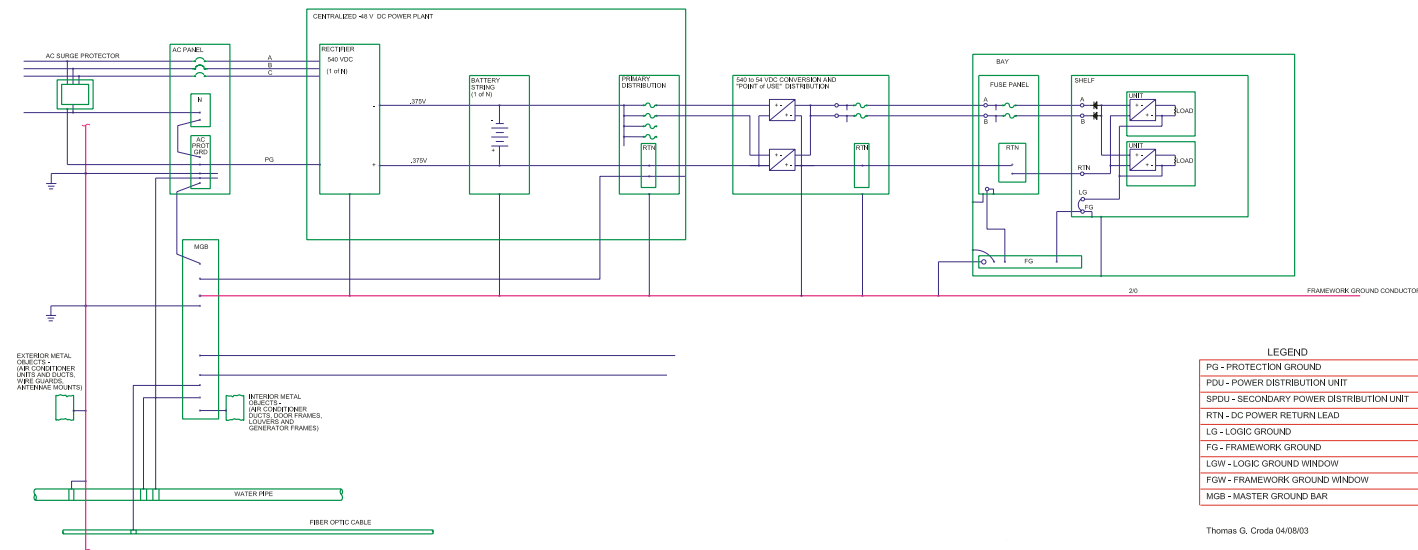 CENTRALIZED -48 V DC POWER PLANT
AC SURGE PROTECTOR
AC PANEL
A
B
C
RECTIFIER
540 VDC
(1 of N)
BATTERY
STRING
(1 of N)
PRIMARY
DISTRIBUTION
540 to 54 VDC CONVERSION AND
"POINT of USE" DISTRIBUTION
BAY
FUSE PANEL
SHELF
UNIT
LOAD
UNIT
LOAD
N
AC
PROT
GRD
PG
-
+
.375V
.375V
-
+
RTN
+ -
+ -
+ -
+ -
RTN
A
B
RTN
A
B
RTN
LG
FG
+ -
+ -
+ -
+ -
FG
MGB
2/0
FRAMEWORK GROUND CONDUCTOR
EXTERIOR METAL
OBJECTS -
(AIR CONDITIONER
UNITS AND DUCTS,
WIRE GUARDS,
ANTENNAE MOUNTS)
INTERIOR METAL
OBJECTS -
(AIR CONDITIONER
DUCTS, DOOR FRAMES,
LOUVERS AND
GENERATOR FRAMES)
WATER PIPE
FIBER OPTIC CABLE
LEGEND
PG - PROTECTION GROUND
PDU - POWER DISTRIBUTION UNIT
SPDU - SECONDARY POWER DISTRIBUTION UNIT
RTN - DC POWER RETURN LEAD
LG - LOGIC GROUND
FG - FRAMEWORK GROUND
LGW - LOGIC GROUND WINDOW
FGW - FRAMEWORK GROUND WINDOW
MGB - MASTER GROUND BAR
Thomas G. Croda 04/08/03